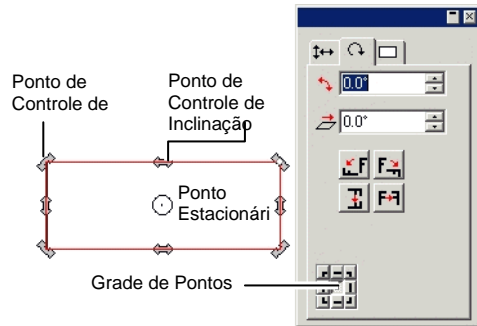 Ponto de
Controle de
Ponto de
Controle de
Inclinação
Ponto
Estacionári
Grade de Pontos
0.0°
0.0°